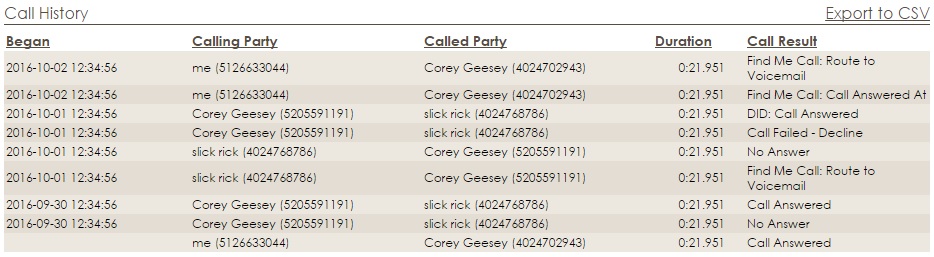 Call History Export to CSV
Began Calling Party Called Party Duration Call Result
2016-10-02 12:34:56 me (5126633044) Corey Geesey (4024702943) 0:21.951 Find Me Call: Route to
Voicemail
2016-10-02 12:34:56 me (5126633044) Corey Geesey (4024702943) 0:21.951 Find Me Call: Call Answered At
2016-10-01 12:34:56 Corey Geesey (5205591191) slick rick (4024768786) 0:21.951 DID: Call Answered
2016-10-01 12:34:56 Corey Geesey (5205591191) slick rick (4024768786) 0:21.951 Call Failed - Decline
2016-10-01 12:34:56 slick rick (4024768786) Corey Geesey (5205591191) 0:21.951 No Answer
2016-10-01 12:34:56 slick rick (4024768786) Corey Geesey (5205591191) 0:21.951 Find Me Call: Route to
Voicemail
2016-09-30 12:34:56 Corey Geesey (5205591191) slick rick (4024768786) 0:21.951 Call Answered
2016-09-30 12:34:56 Corey Geesey (5205591191) slick rick (4024768786) 0:21.951 No Answer
me (5126633044) Corey Geesey (4024702943) 0:21.951 Call Answered